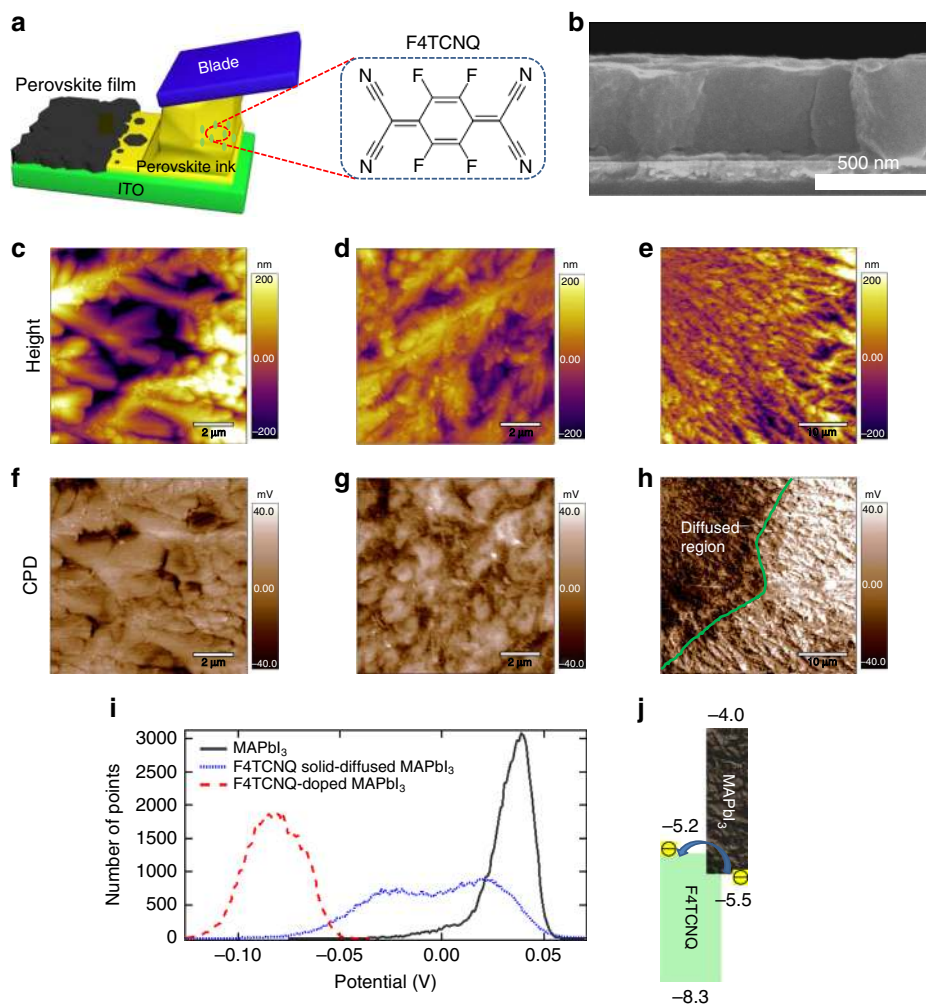 a
F4TCNQ
b
Blade
Perovskite film
Perovskite ink
ITO
N
N
F
F
N
N
F
F
500 nm
c
d
e
nm
200
0.00
−200
nm
200
0.00
−200
nm
200
0.00
−200
Height
2 μm
2 μm
10 μm
f
g
h
mV
40.0
0.00
−40.0
mV
40.0
0.00
−40.0
mV
40.0
0.00
−40.0
CPD
Diffused
region
2 μm
2 μm
10 μm
i
3000
2500
2000
1500
1000
500
0
Number of points
MAPbI3
F4TCNQ solid-diffused MAPbI3
F4TCNQ-doped MAPbI3
−0.10
−0.05
0.00
0.05
Potential (V)
j
−4.0
MAPbI3
−5.2
−5.5
F4TCNQ
−8.3